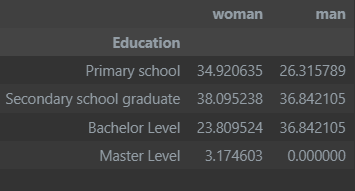 woman man
Education
Primary school 34.920635 26.315789
Secondary school graduate 38.095238 36.842105
Bachelor Level 23.809524 36.842105
Master Level 3.174603 0.000000